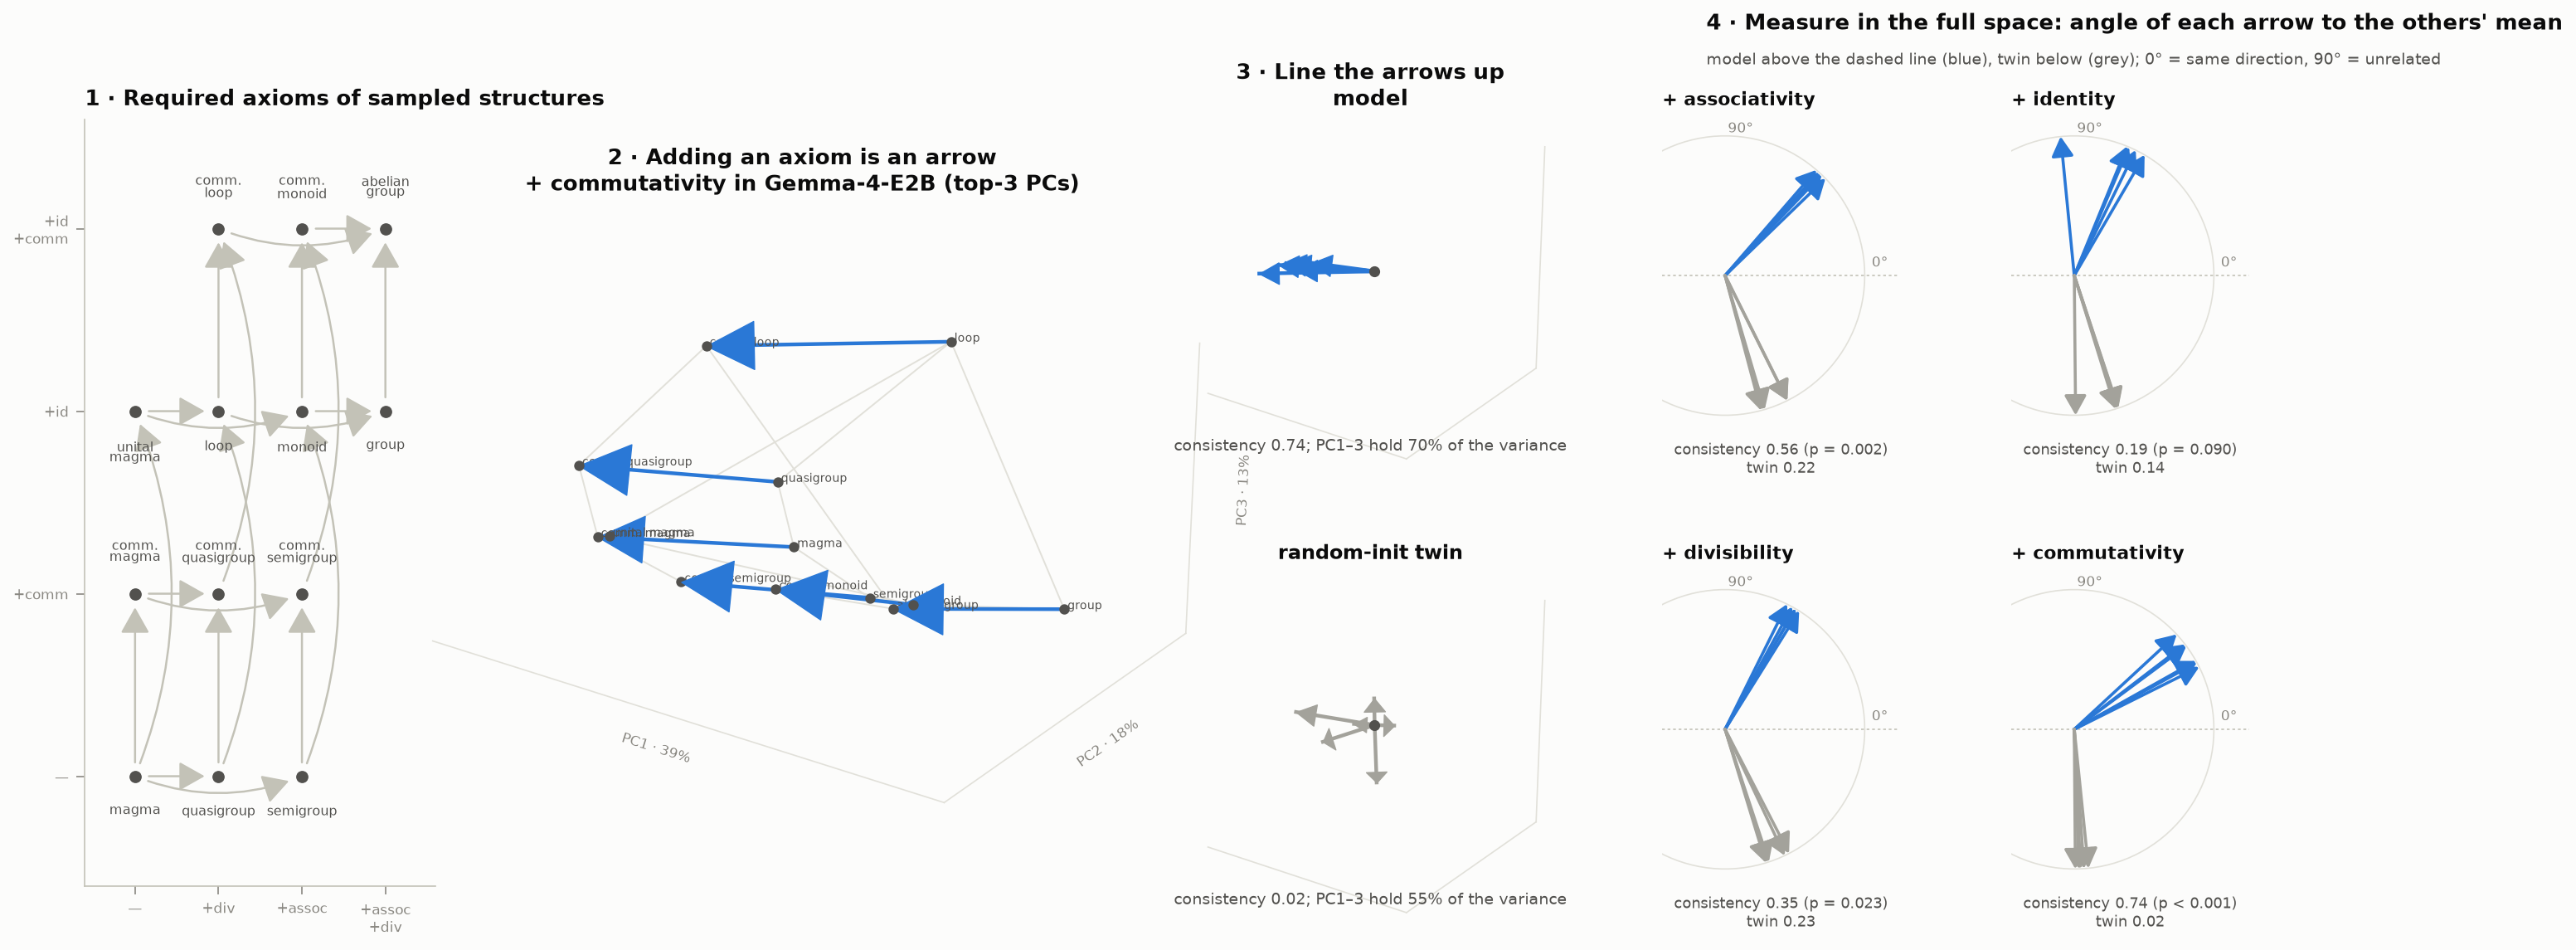 4 · Measure in the full space: angle of each arrow to the others' mean
model above the dashed line (blue), twin below (grey); 0° = same direction, 90° = unrelated
1 · Required axioms of sampled structures
+id
+comm
+id
+comm
—
comm.
loop
comm.
monoid
abelian
group
unital
magma
loop
monoid
group
comm.
magma
comm.
quasigroup
comm.
semigroup
magma
quasigroup
semigroup
—
+div
+assoc
+assoc
+div
2 · Adding an axiom is an arrow
+ commutativity in Gemma-4-E2B (top-3 PCs)
loop
loop
quasigroup
quasigroup
magma
magma
semigroup
monoid
group
group
PC1 · 39%
PC2 · 18%
PC3 · 13%
3 · Line the arrows up
model
consistency 0.74; PC1–3 hold 70% of the variance
random-init twin
consistency 0.02; PC1–3 hold 55% of the variance
+ associativity
90°
0°
consistency 0.56 (p = 0.002)
twin 0.22
+ identity
90°
0°
consistency 0.19 (p = 0.090)
twin 0.14
+ divisibility
90°
0°
consistency 0.35 (p = 0.023)
twin 0.23
+ commutativity
90°
0°
consistency 0.74 (p < 0.001)
twin 0.02